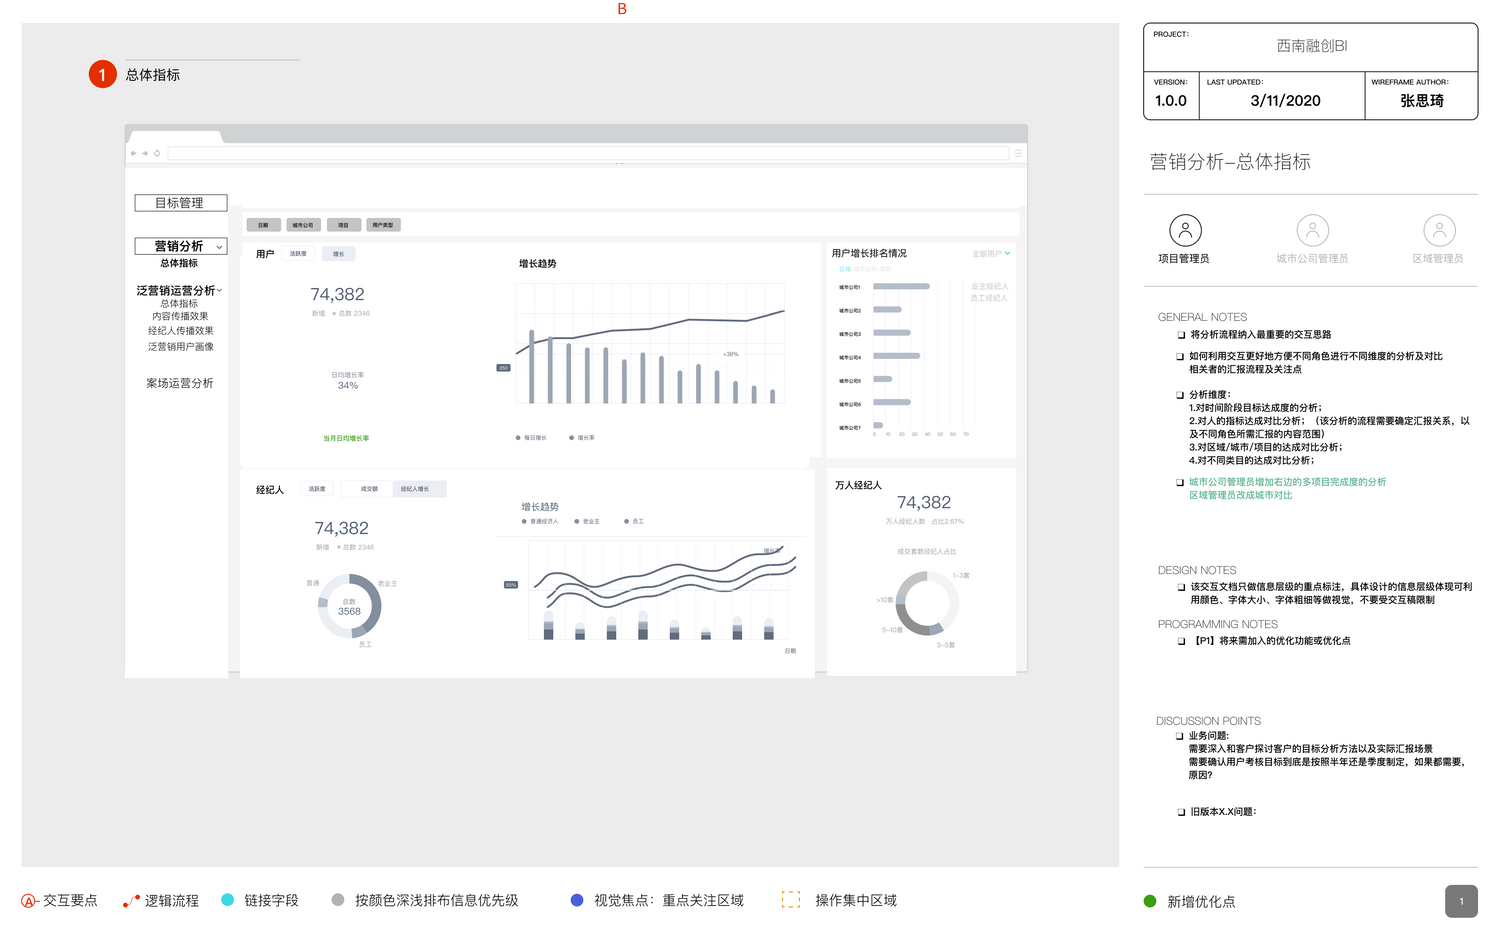 B
1
总体指标
目标管理
营销分析
总体指标
泛营销运营分析
总体指标
内容传播效果
经纪人传播效果
泛营销用户画像
案场运营分析
日期
城市公司
项目
用户类型
用户
活跃度
增长
74,382
新增
总数 2346
日均增长率
34%
当月日均增长率
增长趋势
350
+38%
每日增长
增长率
用户增长排名情况
全部用户
区域
业主经纪人
员工经纪人
城市公司1
城市公司2
城市公司3
城市公司4
城市公司5
城市公司6
城市公司7
0 10 20 30 40 50 60 70
经纪人
活跃度
成交额
经纪人增长
74,382
新增
总数 2346
普通
老业主
总数
3568
员工
增长趋势
普通经济人
老业主
员工
增长率
55%
日期
万人经纪人
74,382
万人经纪人数 占比2.67%
成交套数经纪人占比
1-3套
>10套
5-10套
3-5套
PROJECT:
西南融创BI
VERSION:
1.0.0
LAST UPDATED:
3/11/2020
WIREFRAME AUTHOR:
张思琦
营销分析-总体指标
项目管理员
城市公司管理员
区域管理员
GENERAL NOTES
将分析流程纳入最重要的交互思路
如何利用交互更好地方便不同角色进行不同维度的分析及对比
相关者的汇报流程及关注点
分析维度：
1.对时间阶段目标达成度的分析；
2.对人的指标达成对比分析；（该分析的流程需要确定汇报关系，以
及不同角色所需汇报的内容范围）
3.对区域/城市/项目的达成对比分析；
4.对不同类目的达成对比分析；
城市公司管理员增加右边的多项目完成度的分析
区域管理员改成城市对比
DESIGN NOTES
该交互文档只做信息层级的重点标注，具体设计的信息层级体现可利
用颜色、字体大小、字体粗细等做视觉，不要受交互稿限制
PROGRAMMING NOTES
【P1】将来需加入的优化功能或优化点
DISCUSSION POINTS
业务问题:
需要深入和客户探讨客户的目标分析方法以及实际汇报场景
需要确认用户考核目标到底是按照半年还是季度制定，如果都需要，
原因？
旧版本X.X问题：
A 交互要点
逻辑流程
链接字段
按颜色深浅排布信息优先级
视觉焦点：重点关注区域
操作集中区域
新增优化点
1